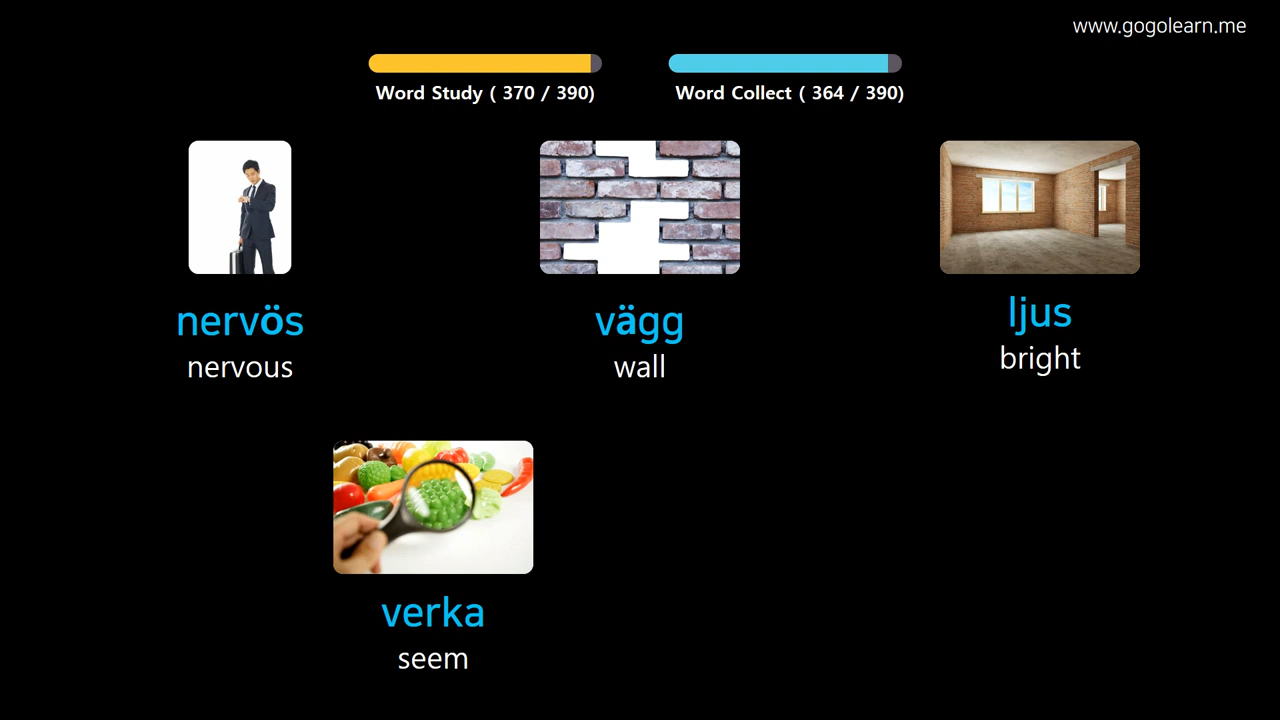 www.gogolearn.me
Word Study ( 370 / 390)
Word Collect ( 364 / 390)
nervös
nervous
vägg
wall
ljus
bright
verka
seem